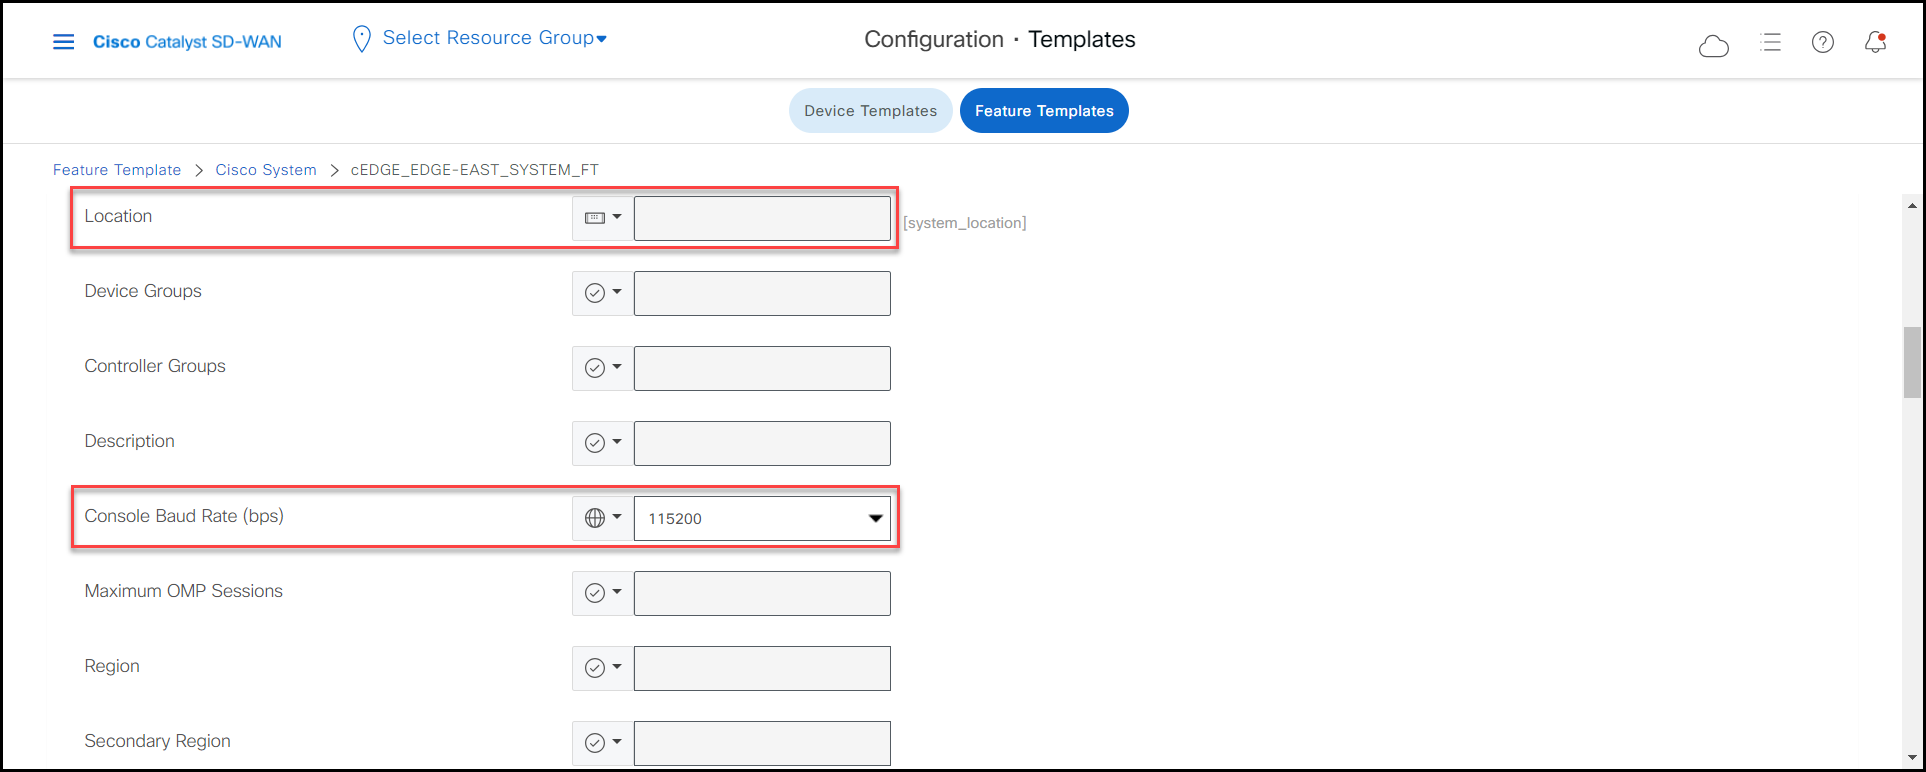 Cisco Catalyst SD-WAN
Select Resource Group
Configuration · Templates
Device Templates
Feature Templates
Feature Template > Cisco System > cEDGE_EDGE-EAST_SYSTEM_FT
Location
[system_location]
Device Groups
Controller Groups
Description
Console Baud Rate (bps)
115200
Maximum OMP Sessions
Region
Secondary Region